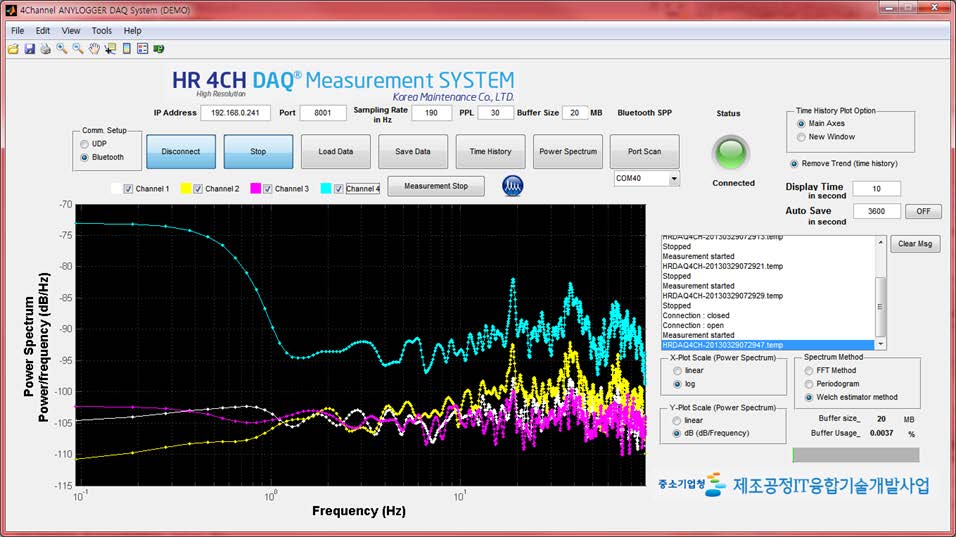 4Channel ANYLOGGER DAQ System (DEMO)
File Edit View Tools Help
HR 4CH DAQ® Measurement SYSTEM
High Resolution
Korea Maintenance Co., LTD.
IP Address 192.168.0.241 Port 8001 Sampling Rate in Hz 190 PPL 30 Buffer Size 20 MB Bluetooth SPP
Status
Time History Plot Option
Main Axes
New Window
Comm. Setup
UDP
Bluetooth
Disconnect Stop Load Data Save Data Time History Power Spectrum Port Scan
COM40
Connected
Remove Trend (time history)
Channel 1 Channel 2 Channel 3 Channel 4 Measurement Stop
Display Time in second 10
Auto Save in second 3600 OFF
Power Spectrum
Power/frequency (dB/Hz)
-70
-75
-80
-85
-90
-95
-100
-105
-110
-115
10^-1 10^0 10^1
Frequency (Hz)
HRDAQ4CH-20130329072913.temp
Stopped
Measurement started
HRDAQ4CH-20130329072921.temp
Stopped
Measurement started
HRDAQ4CH-20130329072929.temp
Stopped
Connection : closed
Connection : open
Measurement started
HRDAQ4CH-20130329072947.temp
Clear Msg
X-Plot Scale (Power Spectrum)
linear
log
Spectrum Method
FFT Method
Periodogram
Welch estimator method
Y-Plot Scale (Power Spectrum)
linear
dB (dB/Frequency)
Buffer size_ 20 MB
Buffer Usage_ 0.0037 %
중소기업청 제조공정IT융합기술개발사업